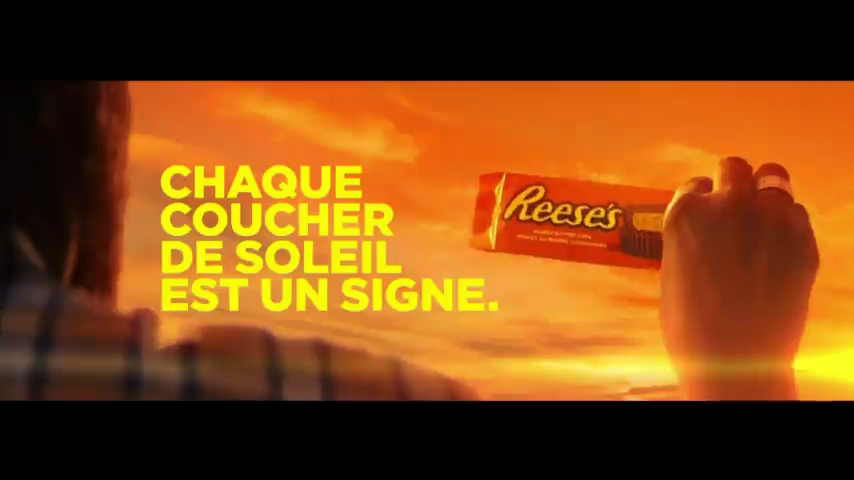 CHAQUE
COUCHER
DE SOLEIL
EST UN SIGNE.
Reese's